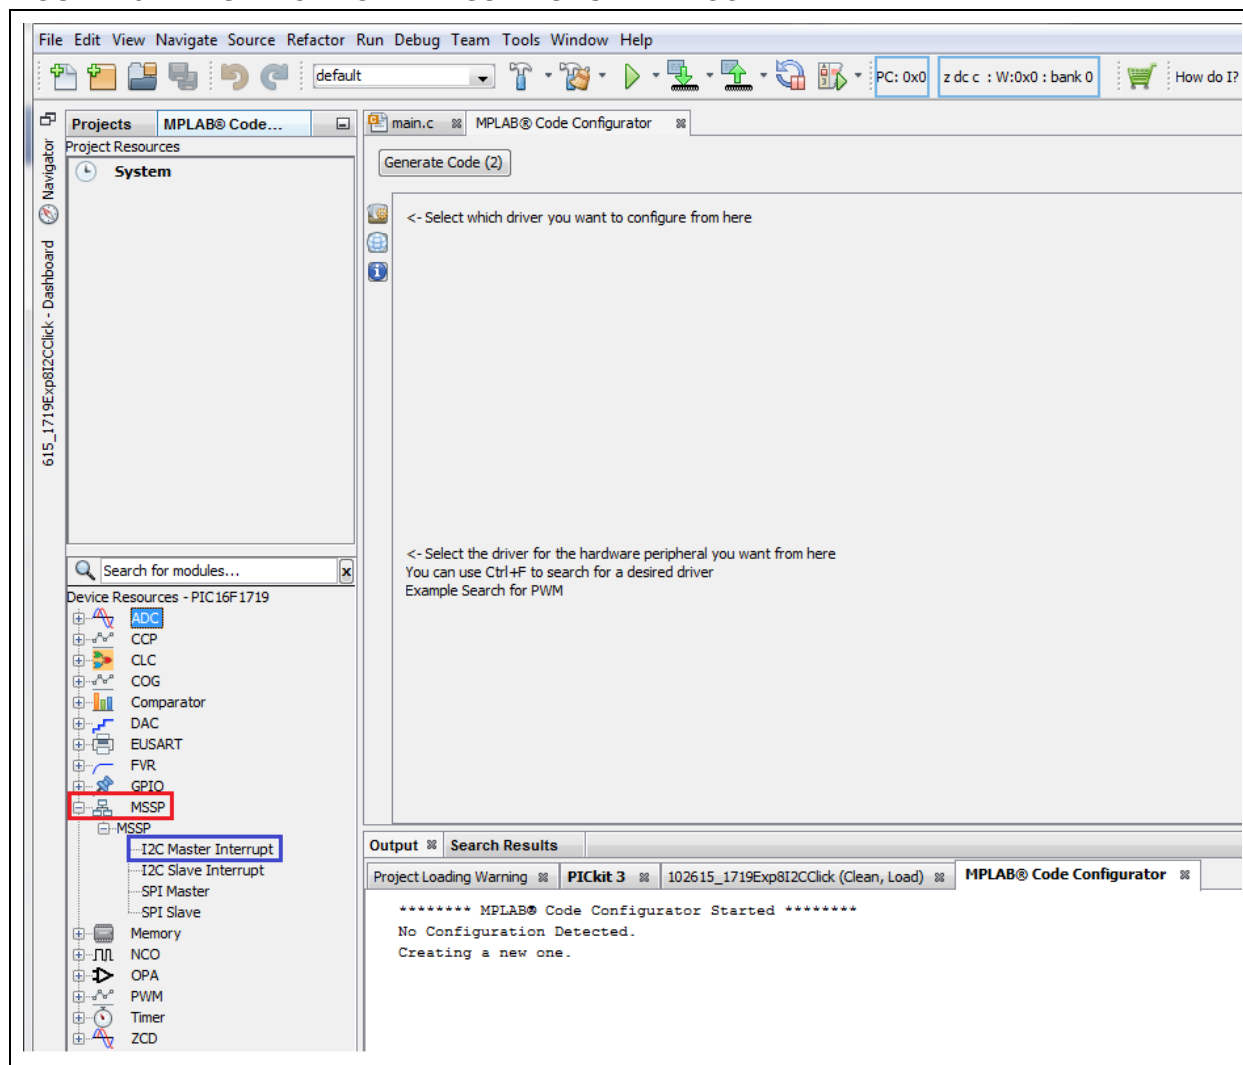 File Edit View Navigate Source Refactor Run Debug Team Tools Window Help
default
PC: 0x0
z dc c : W:0x0 : bank 0
How do I?
Projects MPLAB® Code...
main.c MPLAB® Code Configurator
Project Resources
System
Generate Code (2)
<- Select which driver you want to configure from here
Navigator
615_1719Exp8I2CClick - Dashboard
<- Select the driver for the hardware peripheral you want from here
You can use Ctrl+F to search for a desired driver
Example Search for PWM
Search for modules...
Device Resources - PIC16F1719
ADC
CCP
CLC
COG
Comparator
DAC
EUSART
FVR
GPIO
MSSP
MSSP
I2C Master Interrupt
I2C Slave Interrupt
SPI Master
SPI Slave
Memory
NCO
OPA
PWM
Timer
ZCD
Output Search Results
Project Loading Warning PICkit 3 102615_1719Exp8I2CClick (Clean, Load) MPLAB® Code Configurator
******** MPLAB® Code Configurator Started ********
No Configuration Detected.
Creating a new one.